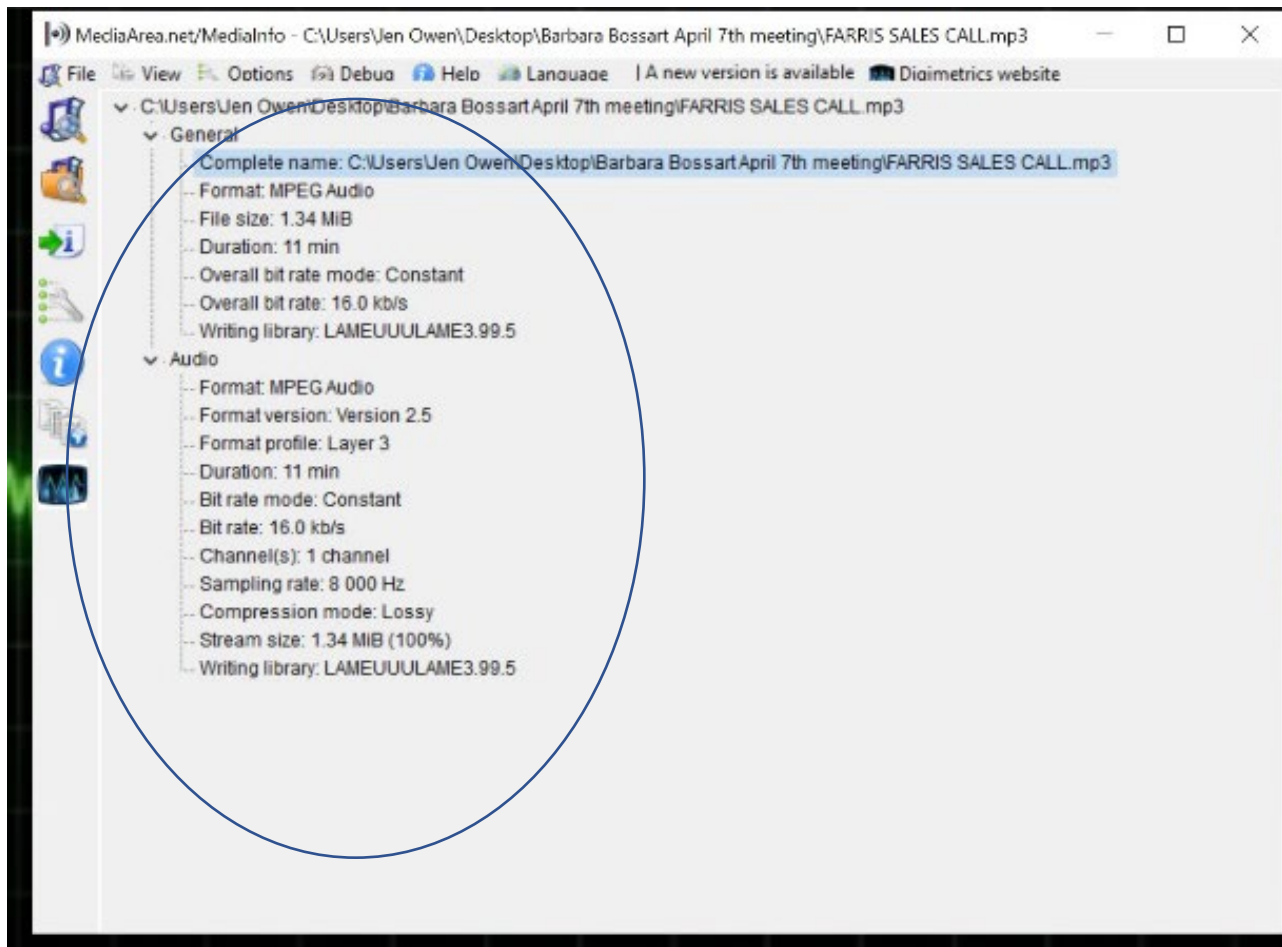 MediaArea.net/MediaInfo - C:\Users\Jen Owen\Desktop\Barbara Bossart April 7th meeting\FARRIS SALES CALL.mp3
File View Options Debug Help Language | A new version is available Digimetrics website
C:\Users\Jen Owen\Desktop\Barbara Bossart April 7th meeting\FARRIS SALES CALL.mp3
General
Complete name: C:\Users\Jen Owen\Desktop\Barbara Bossart April 7th meeting\FARRIS SALES CALL.mp3
Format: MPEG Audio
File size: 1.34 MiB
Duration: 11 min
Overall bit rate mode: Constant
Overall bit rate: 16.0 kb/s
Writing library: LAMEUUULAME3.99.5
Audio
Format: MPEG Audio
Format version: Version 2.5
Format profile: Layer 3
Duration: 11 min
Bit rate mode: Constant
Bit rate: 16.0 kb/s
Channel(s): 1 channel
Sampling rate: 8 000 Hz
Compression mode: Lossy
Stream size: 1.34 MiB (100%)
Writing library: LAMEUUULAME3.99.5